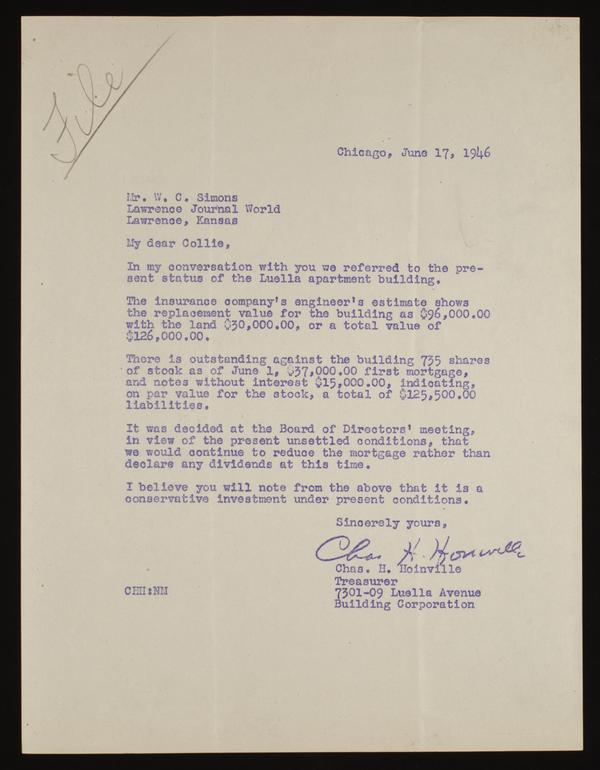 File
Chicago, June 17, 1946
Mr. W. C. Simons
Lawrence Journal World
Lawrence, Kansas
My dear Collie,
In my conversation with you we referred to the pre-
sent status of the Luella apartment building.
The insurance company's engineer's estimate shows
the replacement value for the building as $96,000.00
with the land $30,000.00, or a total value of
$126,000.00.
There is outstanding against the building 735 shares
of stock as of June 1, $37,000.00 first mortgage,
and notes without interest $15,000.00, indicating,
on par value for the stock, a total of $125,500.00
liabilities.
It was decided at the Board of Directors' meeting,
in view of the present unsettled conditions, that
we would continue to reduce the mortgage rather than
declare any dividends at this time.
I believe you will note from the above that it is a
conservative investment under present conditions.
Sincerely yours,
Chas H. Hoinville
Chas. H. Hoinville
Treasurer
CHH:NM
7301-09 Luella Avenue
Building Corporation